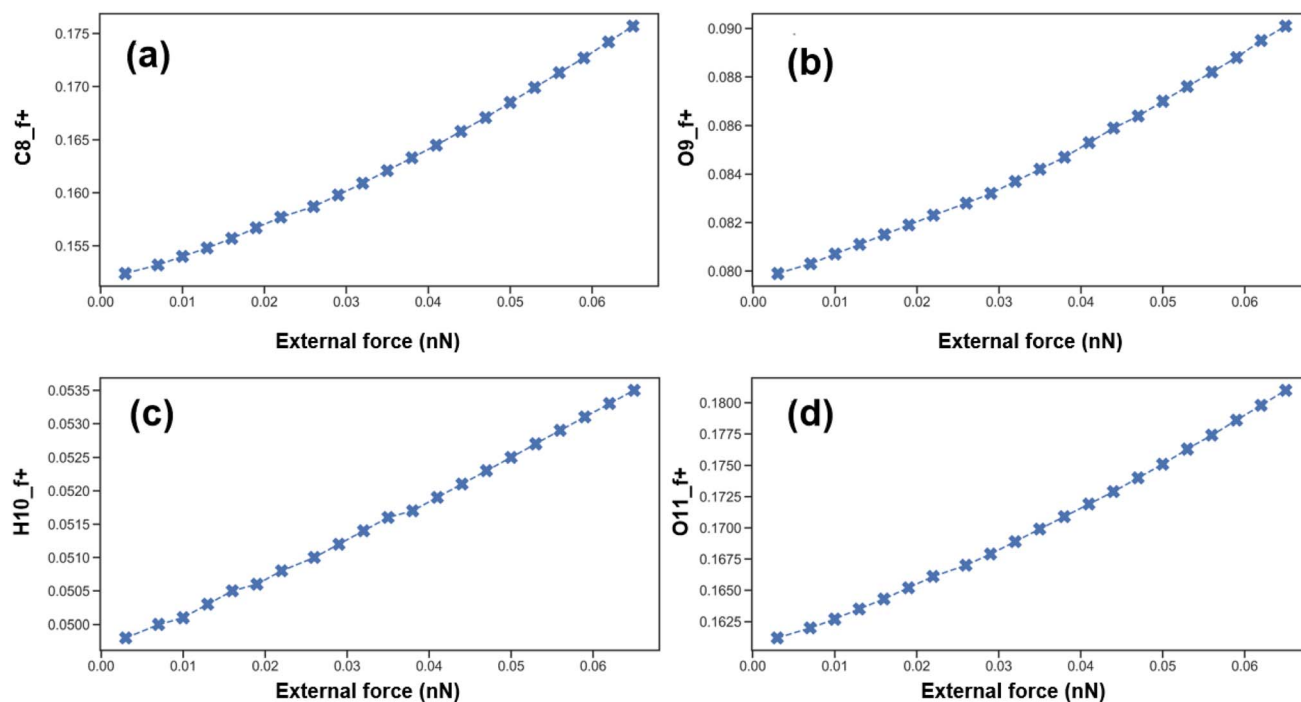 (a)
C8_f+
0.175
0.170
0.165
0.160
0.155
0.00 0.01 0.02 0.03 0.04 0.05 0.06
External force (nN)
(b)
O9_f+
0.090
0.088
0.086
0.084
0.082
0.080
0.00 0.01 0.02 0.03 0.04 0.05 0.06
External force (nN)
(c)
H10_f+
0.0535
0.0530
0.0525
0.0520
0.0515
0.0510
0.0505
0.0500
0.00 0.01 0.02 0.03 0.04 0.05 0.06
External force (nN)
(d)
O11_f+
0.1800
0.1775
0.1750
0.1725
0.1700
0.1675
0.1650
0.1625
0.00 0.01 0.02 0.03 0.04 0.05 0.06
External force (nN)